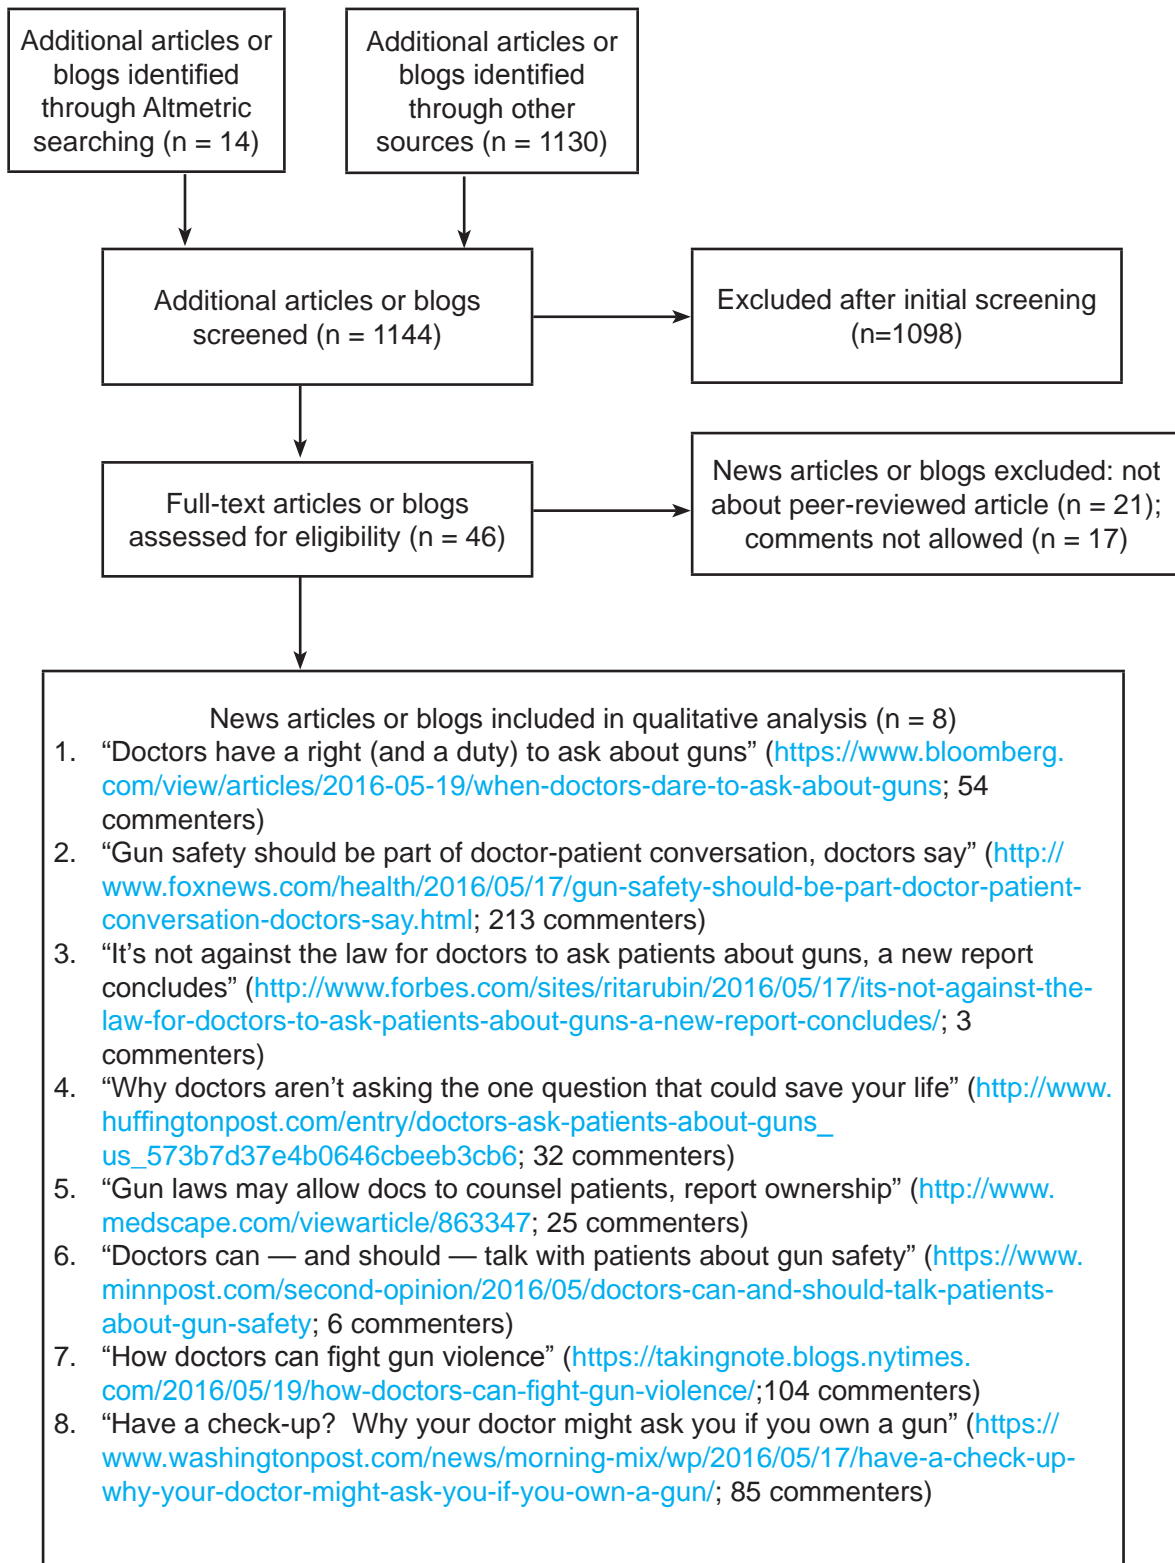 Additional articles or
blogs identified
through Altmetric
searching (n = 14)
Additional articles or
blogs identified
through other
sources (n = 1130)
Additional articles or blogs
screened (n = 1144)
Excluded after initial screening
(n=1098)
Full-text articles or blogs
assessed for eligibility (n = 46)
News articles or blogs excluded: not
about peer-reviewed article (n = 21);
comments not allowed (n = 17)
News articles or blogs included in qualitative analysis (n = 8)
1. “Doctors have a right (and a duty) to ask about guns” (https://www.bloomberg.
com/view/articles/2016-05-19/when-doctors-dare-to-ask-about-guns; 54
commenters)
2. “Gun safety should be part of doctor-patient conversation, doctors say” (http://
www.foxnews.com/health/2016/05/17/gun-safety-should-be-part-doctor-patient-
conversation-doctors-say.html; 213 commenters)
3. “It’s not against the law for doctors to ask patients about guns, a new report
concludes” (http://www.forbes.com/sites/ritarubin/2016/05/17/its-not-against-the-
law-for-doctors-to-ask-patients-about-guns-a-new-report-concludes/; 3
commenters)
4. “Why doctors aren’t asking the one question that could save your life” (http://www.
huffingtonpost.com/entry/doctors-ask-patients-about-guns_
us_573b7d37e4b0646cbeeb3cb6; 32 commenters)
5. “Gun laws may allow docs to counsel patients, report ownership” (http://www.
medscape.com/viewarticle/863347; 25 commenters)
6. “Doctors can — and should — talk with patients about gun safety” (https://www.
minnpost.com/second-opinion/2016/05/doctors-can-and-should-talk-patients-
about-gun-safety; 6 commenters)
7. “How doctors can fight gun violence” (https://takingnote.blogs.nytimes.
com/2016/05/19/how-doctors-can-fight-gun-violence/;104 commenters)
8. “Have a check-up?  Why your doctor might ask you if you own a gun” (https://
www.washingtonpost.com/news/morning-mix/wp/2016/05/17/have-a-check-up-
why-your-doctor-might-ask-you-if-you-own-a-gun/; 85 commenters)